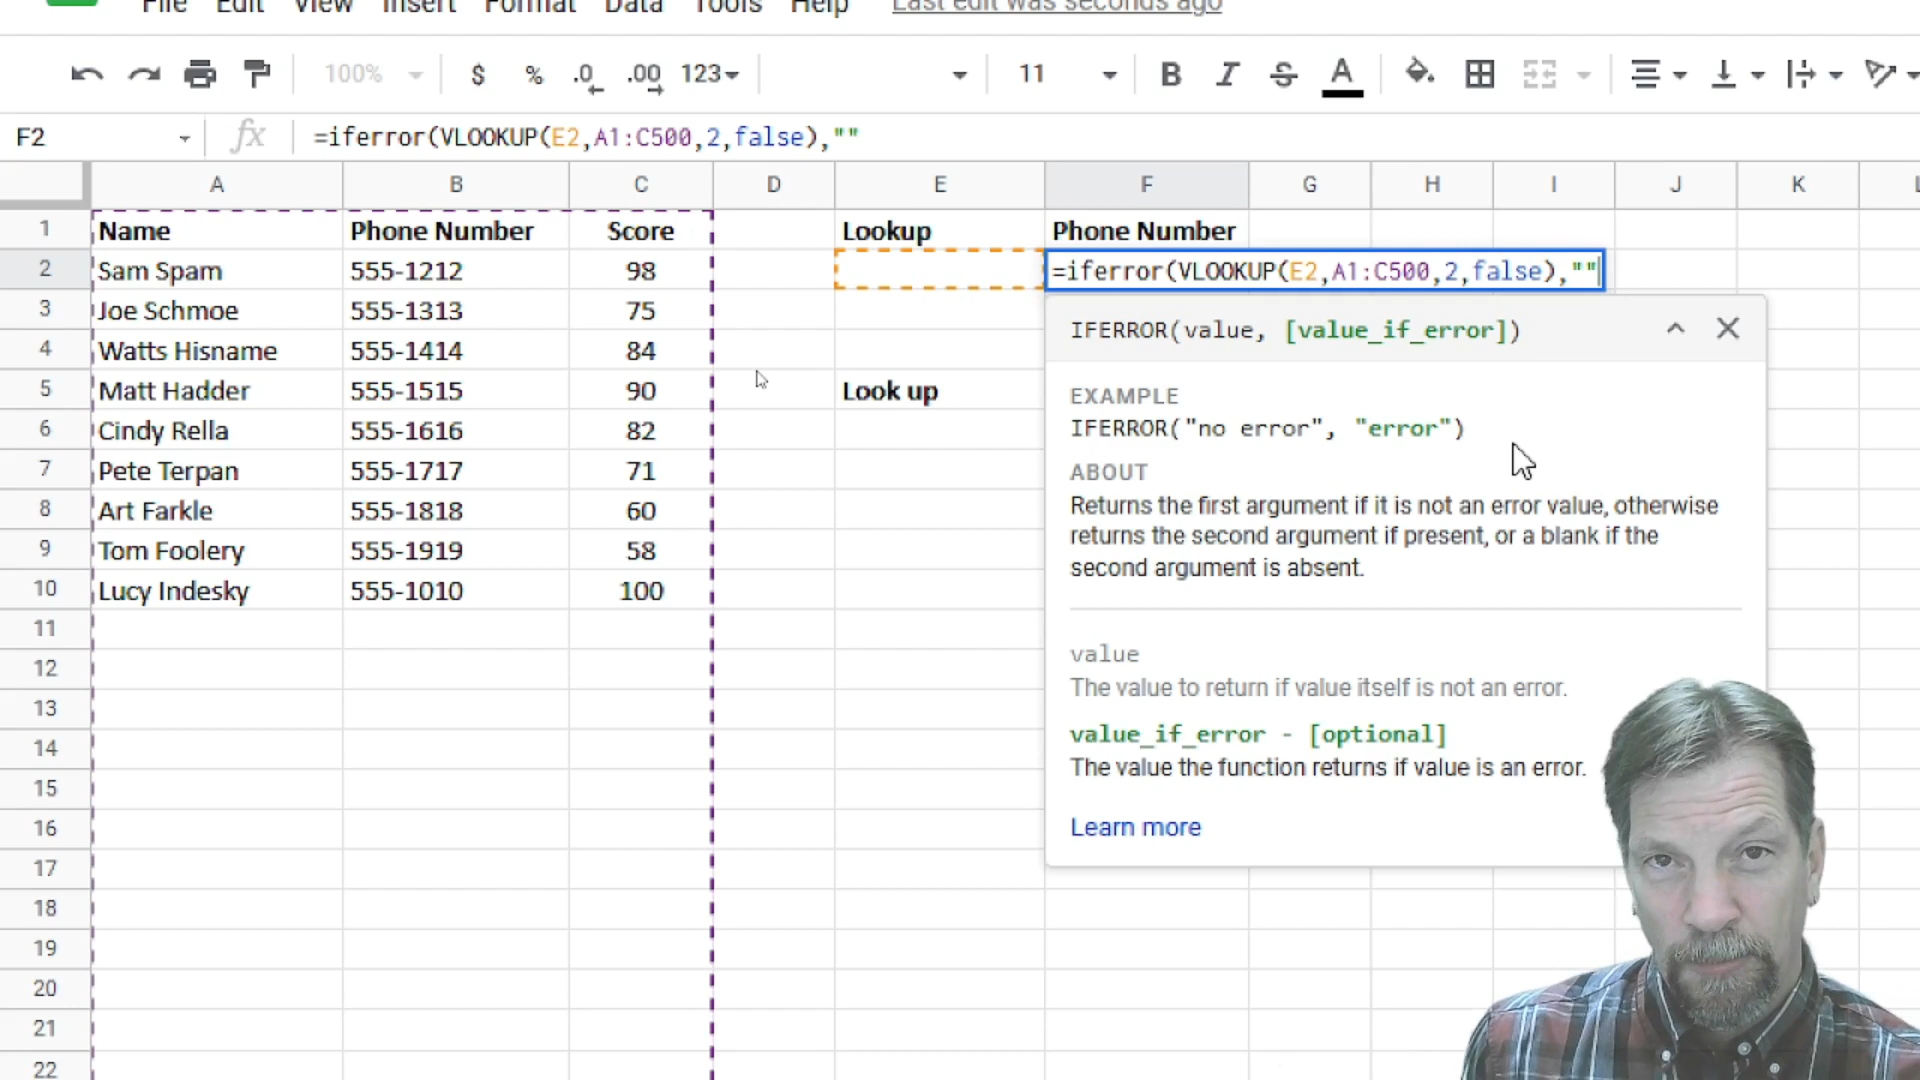 File Edit View Insert Format Data Tools Help Last edit was seconds ago
100% $ % .0 .00 123 11 B I S A
F2 fx =iferror(VLOOKUP(E2,A1:C500,2,false),""
A B C D E F G H I J K L
1 Name Phone Number Score Lookup Phone Number
2 Sam Spam 555-1212 98 =iferror(VLOOKUP(E2,A1:C500,2,false),""
3 Joe Schmoe 555-1313 75
IFERROR(value, [value_if_error])
4 Watts Hisname 555-1414 84
5 Matt Hadder 555-1515 90 Look up
EXAMPLE
6 Cindy Rella 555-1616 82
IFERROR("no error", "error")
7 Pete Terpan 555-1717 71
ABOUT
8 Art Farkle 555-1818 60
Returns the first argument if it is not an error value, otherwise
returns the second argument if present, or a blank if the
9 Tom Foolery 555-1919 58
second argument is absent.
10 Lucy Indesky 555-1010 100
11
value
12
The value to return if value itself is not an error.
13
value_if_error - [optional]
14
The value the function returns if value is an error.
15
Learn more
16
17
18
19
20
21
22